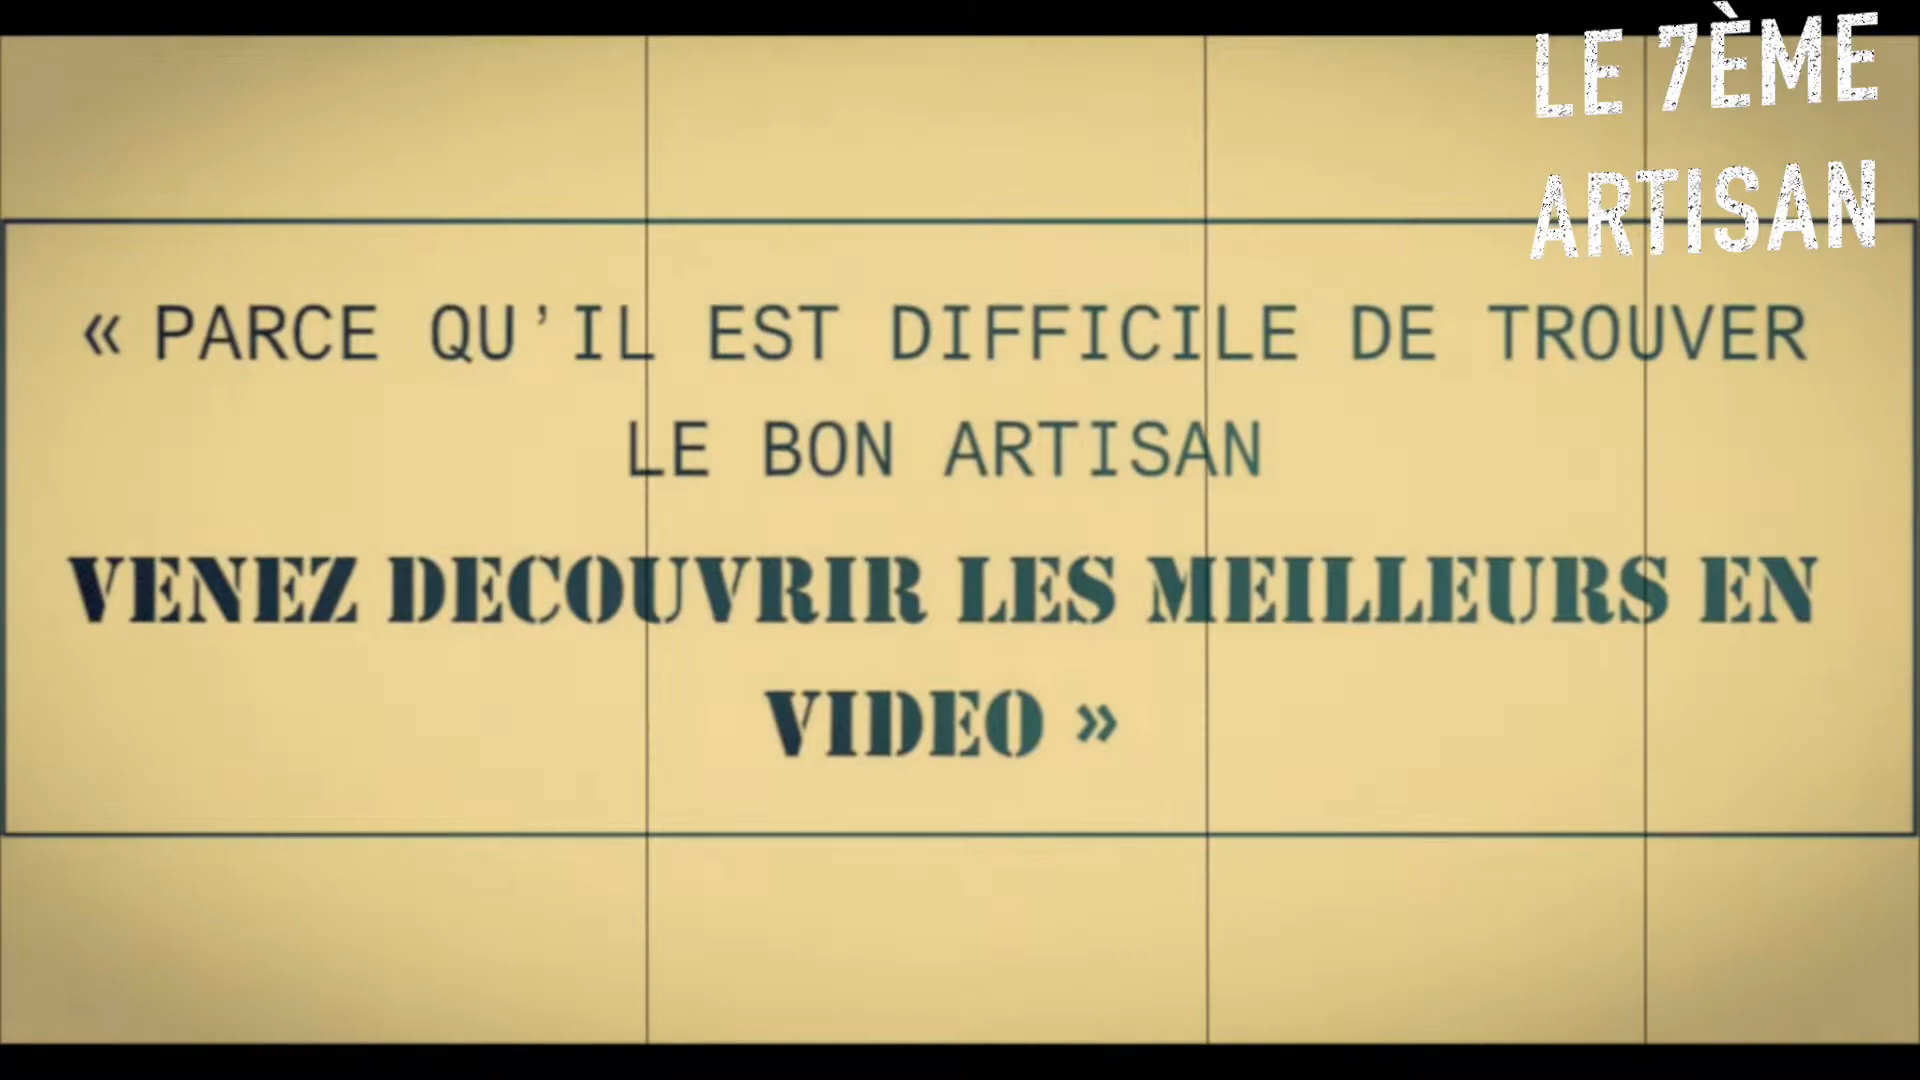 LE 7ÈME
ARTISAN
« PARCE QU'IL EST DIFFICILE DE TROUVER
LE BON ARTISAN
VENEZ DECOUVRIR LES MEILLEURS EN
VIDEO »